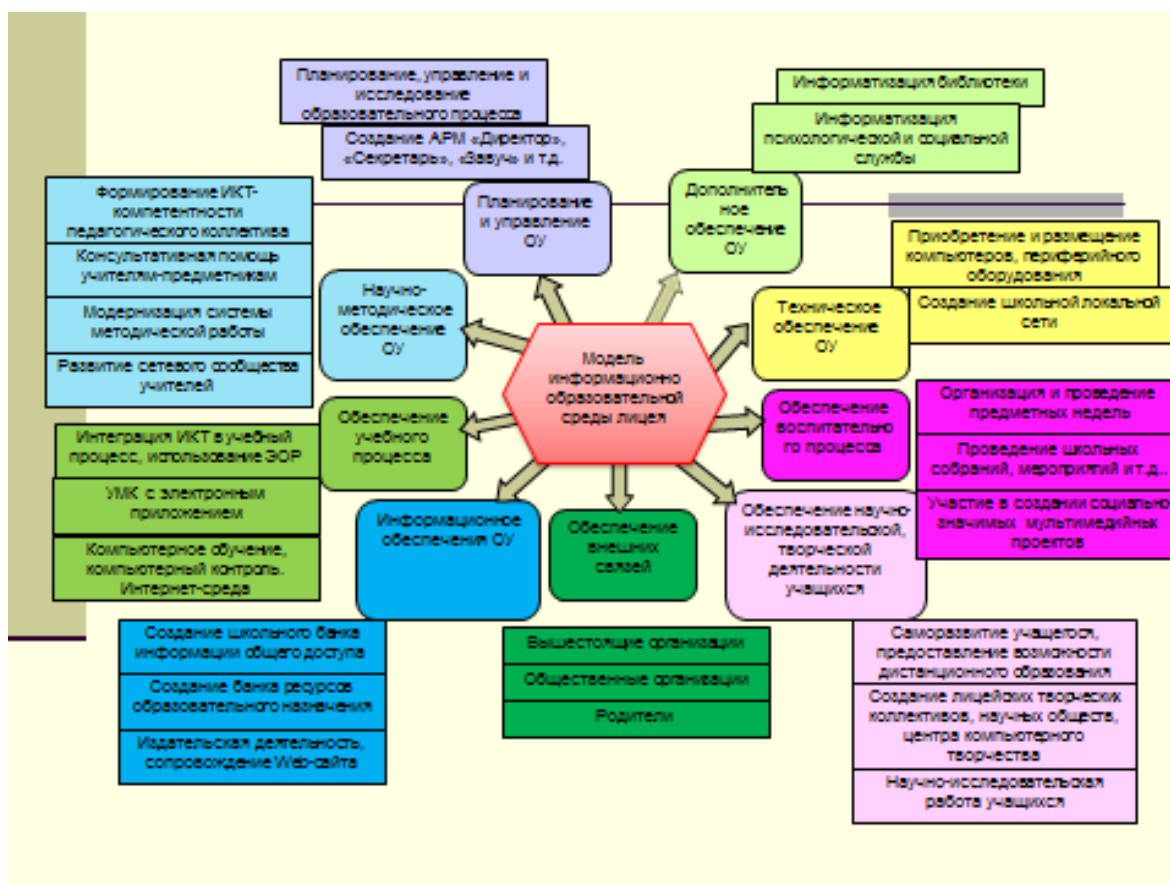 Планирование, управление и
исследование
образовательного процесса
Создание АРМ «Директор»,
«Секретарь», «Завуч» и т.д.
Планирование
и управление
ОУ
Информатизация библиотеки
Информатизация
психологической и социальной
службы
Дополнитель
ное
обеспечение
ОУ
Формирование ИКТ-
компетентности
педагогического коллектива
Консультативная помощь
учителям-предметникам
Модернизация системы
методической работы
Развитие сетевого сообщества
учителей
Научно-
методическое
обеспечение
ОУ
Приобретение и размещение
компьютеров, периферийного
оборудования
Создание школьной локальной
сети
Техническое
обеспечение
ОУ
Модель
информационно
образовательной
среды лицея
Обеспечение
учебного
процесса
Интеграция ИКТ в учебный
процесс, использование ЭОР
УМК с электронным
приложением
Компьютерное обучение,
компьютерный контроль.
Интернет-среда
Обеспечение
воспитательно
го процесса
Организация и проведение
предметных недель
Проведение школьных
собраний, мероприятий и т.д..
Участие в создании социально-
значимых мультимедийных
проектов
Информационное
обеспечения ОУ
Обеспечение
внешних
связей
Обеспечение научно-
исследовательской,
творческой
деятельности
учащихся
Создание школьного банка
информации общего доступа
Создание банка ресурсов
образовательного назначения
Издательская деятельность,
сопровождение Web-сайта
Вышестоящие организации
Общественные организации
Родители
Саморазвитие учащегося,
предоставление возможности
дистанционного образования
Создание лицейских творческих
коллективов, научных обществ,
центра компьютерного
творчества
Научно-исследовательская
работа учащихся